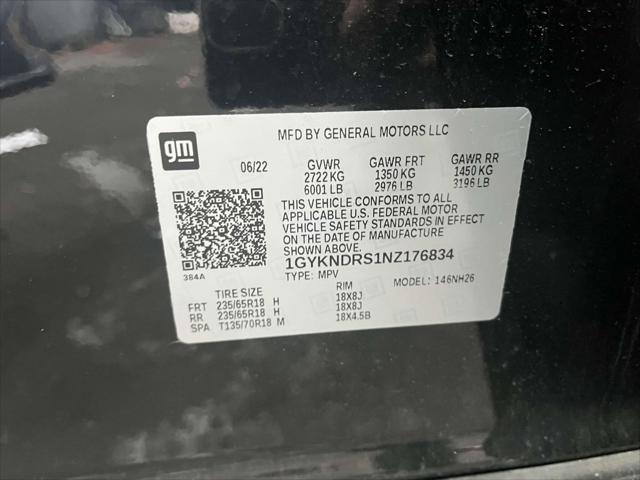 MFD BY GENERAL MOTORS LLC
gm
06/22 GVWR GAWR FRT GAWR RR
2722 KG 1350 KG 1450 KG
6001 LB 2976 LB 3196 LB
THIS VEHICLE CONFORMS TO ALL
APPLICABLE U.S. FEDERAL MOTOR
VEHICLE SAFETY STANDARDS IN EFFECT
ON THE DATE OF MANUFACTURE
SHOWN ABOVE.
1GYKNDRS1NZ176834
384A
TYPE: MPV MODEL: 146NH26
TIRE SIZE RIM
FRT 235/65R18 H 18X8J
RR 235/65R18 H 18X8J
SPA T135/70R18 M 18X4.5B